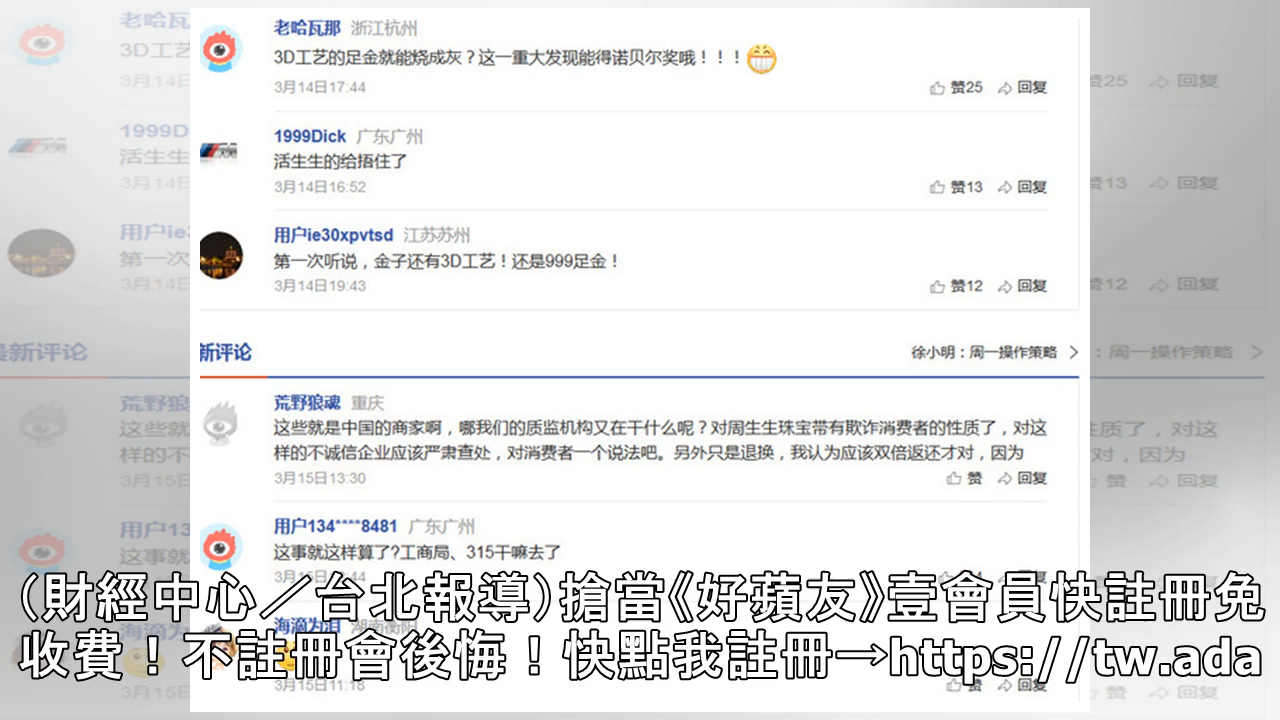 老哈瓦那 浙江杭州
3D工艺的足金就能烧成灰？这一重大发现能得诺贝尔奖哦！！！
3月14日17:44 赞25 回复
1999Dick 广东广州
活生生的给捂住了
3月14日16:52 赞13 回复
用户ie30xpvtsd 江苏苏州
第一次听说，金子还有3D工艺！还是999足金！
3月14日19:43 赞12 回复
新评论 徐小明：周一操作策略
荒野狼魂 重庆
这些就是中国的商家啊，哪我们的质监机构又在干什么呢？对周生生珠宝带有欺诈消费者的性质了，对这
样的不诚信企业应该严肃查处，对消费者一个说法吧。另外只是退换，我认为应该双倍返还才对，因为
3月15日13:30 赞 回复
用户134****8481 广东广州
这事就这样算了?工商局、315干嘛去了
(財經中心／台北報導)搶當《好蘋友》壹會員快註冊免
海滴为泪 湖南衡阳
收費！不註冊會後悔！快點我註冊→https://tw.ada
3月15日11:18 赞 回复